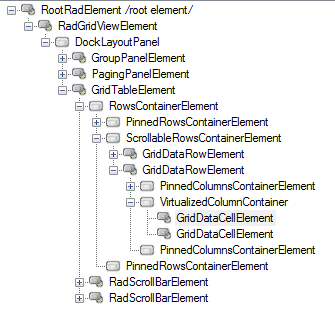 RootRadElement /root element/
RadGridViewElement
DockLayoutPanel
GroupPanelElement
PagingPanelElement
GridTableElement
RowsContainerElement
PinnedRowsContainerElement
ScrollableRowsContainerElement
GridDataRowElement
GridDataRowElement
PinnedColumnsContainerElement
VirtualizedColumnContainer
GridDataCellElement
GridDataCellElement
PinnedColumnsContainerElement
PinnedRowsContainerElement
RadScrollBarElement
RadScrollBarElement